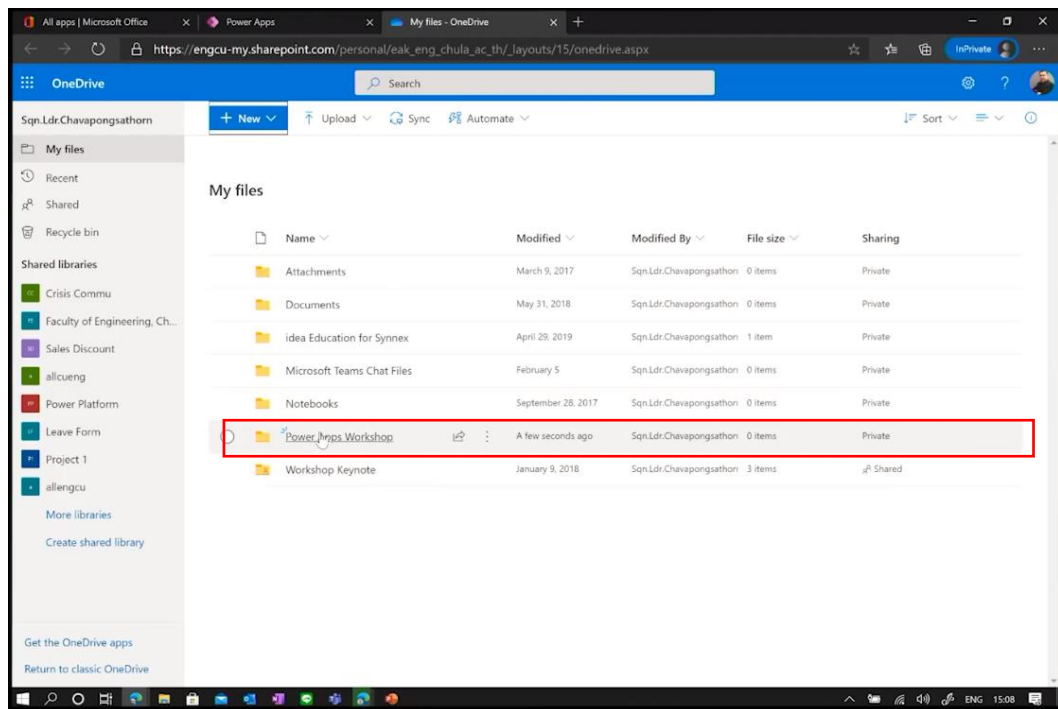 All apps | Microsoft Office
Power Apps
My files - OneDrive
https://engcu-my.sharepoint.com/personal/eak_eng_chula_ac_th/_layouts/15/onedrive.aspx
InPrivate
OneDrive
Search
Sqn.Ldr.Chavapongsathorn
New
Upload
Sync
Automate
Sort
My files
Recent
Shared
Recycle bin
Shared libraries
Crisis Commu
Faculty of Engineering, Ch...
Sales Discount
allcueng
Power Platform
Leave Form
Project 1
allengcu
More libraries
Create shared library
Get the OneDrive apps
Return to classic OneDrive
My files
Name Modified Modified By File size Sharing
Attachments March 9, 2017 Sqn.Ldr.Chavapongsathorn 0 items Private
Documents May 31, 2018 Sqn.Ldr.Chavapongsathorn 0 items Private
idea Education for Synnex April 29, 2019 Sqn.Ldr.Chavapongsathorn 1 item Private
Microsoft Teams Chat Files February 5 Sqn.Ldr.Chavapongsathorn 0 items Private
Notebooks September 28, 2017 Sqn.Ldr.Chavapongsathorn 0 items Private
Power Apps Workshop A few seconds ago Sqn.Ldr.Chavapongsathorn 0 items Private
Workshop Keynote January 9, 2018 Sqn.Ldr.Chavapongsathorn 3 items Shared
ENG 15:08